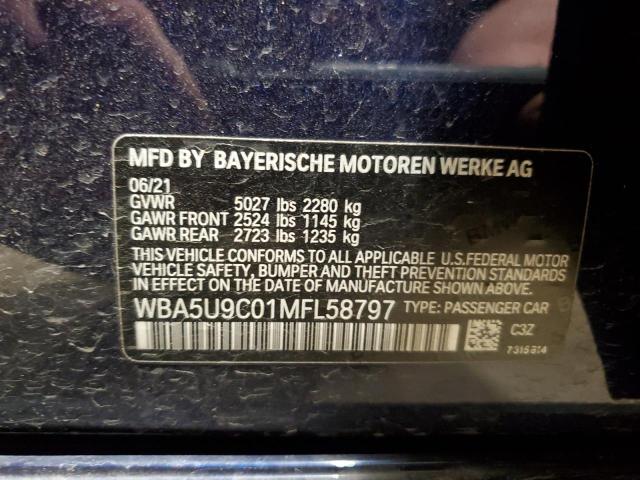 MFD BY BAYERISCHE MOTOREN WERKE AG
06/21
GVWR 5027 lbs 2280 kg
GAWR FRONT 2524 lbs 1145 kg
GAWR REAR 2723 lbs 1235 kg
THIS VEHICLE CONFORMS TO ALL APPLICABLE U.S.FEDERAL MOTOR
VEHICLE SAFETY, BUMPER AND THEFT PREVENTION STANDARDS
IN EFFECT ON THE DATE OF MANUFACTURE SHOWN ABOVE.
WBA5U9C01MFL58797 TYPE: PASSENGER CAR
C3Z